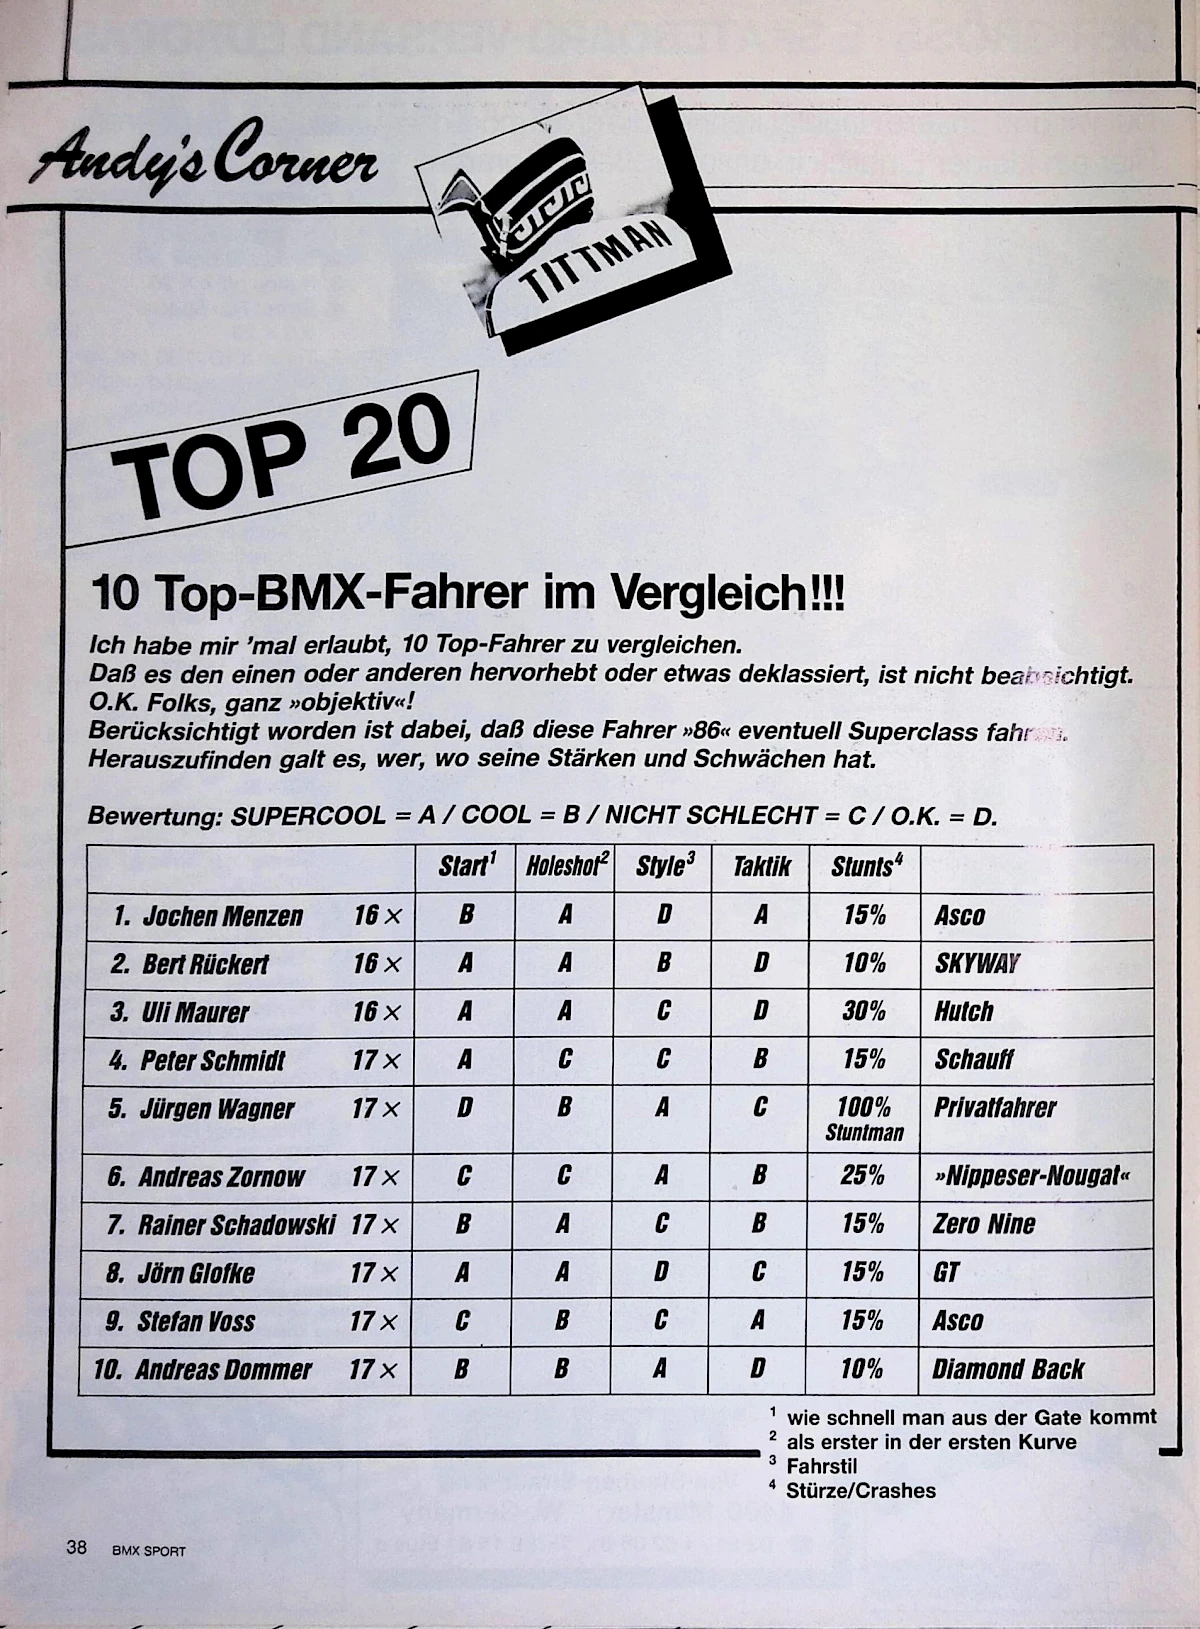 Andy's Corner
TITTMAN
TOP 20
10 Top-BMX-Fahrer im Vergleich!!!
Ich habe mir 'mal erlaubt, 10 Top-Fahrer zu vergleichen.
Daß es den einen oder anderen hervorhebt oder etwas deklassiert, ist nicht beabsichtigt.
O.K. Folks, ganz »objektiv«!
Berücksichtigt worden ist dabei, daß diese Fahrer »86« eventuell Superclass fahren.
Herauszufinden galt es, wer, wo seine Stärken und Schwächen hat.
Bewertung: SUPERCOOL = A / COOL = B / NICHT SCHLECHT = C / O.K. = D.
Start¹ Holeshot² Style³ Taktik Stunts⁴
1. Jochen Menzen 16 × B A D A 15% Asco
2. Bert Rückert 16 × A A B D 10% SKYWAY
3. Uli Maurer 16 × A A C D 30% Hutch
4. Peter Schmidt 17 × A C C B 15% Schauff
5. Jürgen Wagner 17 × D B A C 100% Privatfahrer
Stuntman
6. Andreas Zornow 17 × C C A B 25% »Nippeser-Nougat«
7. Rainer Schadowski 17 × B A C B 15% Zero Nine
8. Jörn Glofke 17 × A A D C 15% GT
9. Stefan Voss 17 × C B C A 15% Asco
10. Andreas Dommer 17 × B B A D 10% Diamond Back
¹ wie schnell man aus der Gate kommt
² als erster in der ersten Kurve
³ Fahrstil
⁴ Stürze/Crashes
38 BMX SPORT